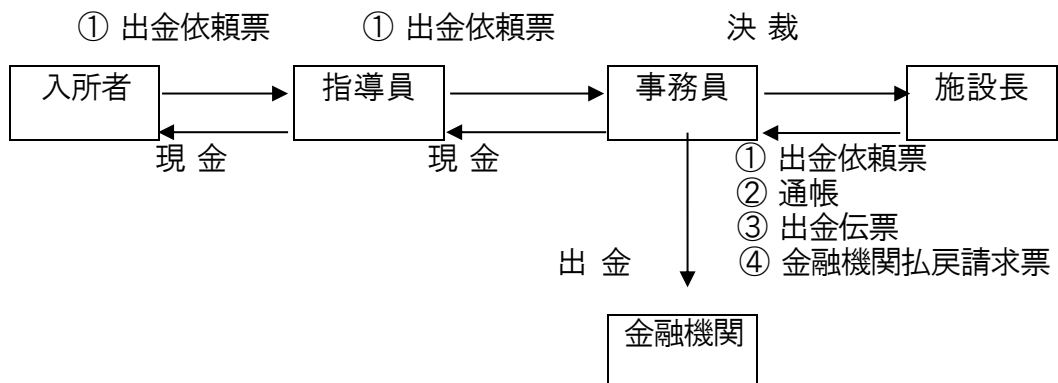 ① 出金依頼票 ① 出金依頼票 決 裁
入所者 指導員 事務員 施設長
現 金 現 金 ① 出金依頼票
② 通帳
③ 出金伝票
出 金 ④ 金融機関払戻請求票
金融機関